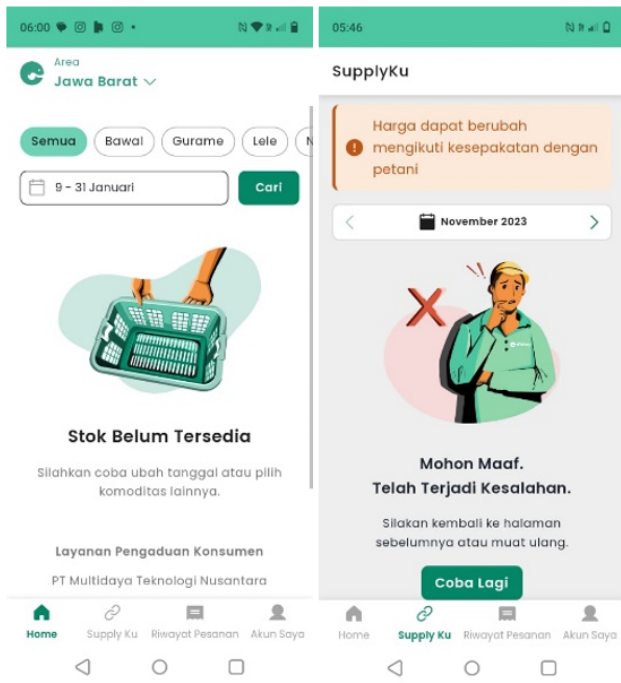 06:00
Area
Jawa Barat
Semua
Bawal
Gurame
Lele
N
9 - 31 Januari
Cari
Stok Belum Tersedia
Silahkan coba ubah tanggal atau pilih
komoditas lainnya.
Layanan Pengaduan Konsumen
PT Multidaya Teknologi Nusantara
Home
Supply Ku
Riwayat Pesanan
Akun Saya
05:46
SupplyKu
Harga dapat berubah
mengikuti kesepakatan dengan
petani
November 2023
Mohon Maaf.
Telah Terjadi Kesalahan.
Silakan kembali ke halaman
sebelumnya atau muat ulang.
Coba Lagi
Home
Supply Ku
Riwayat Pesanan
Akun Saya